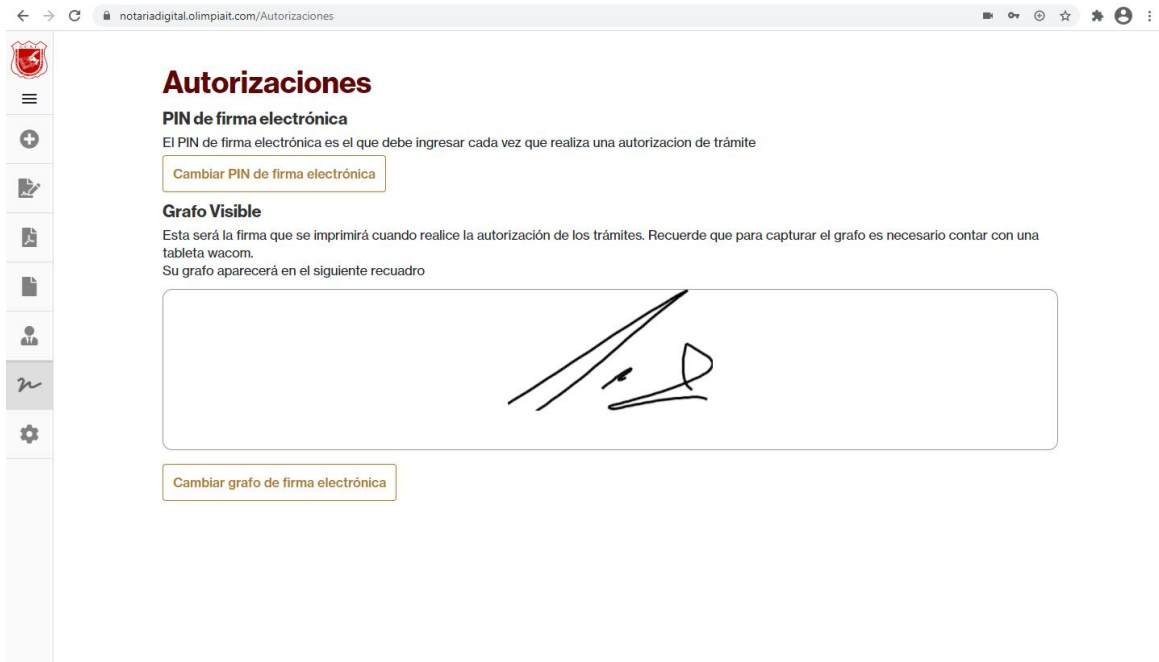 notariadigital.olimpiait.com/Autorizaciones
Autorizaciones
PIN de firma electrónica
El PIN de firma electrónica es el que debe ingresar cada vez que realiza una autorizacion de trámite
Cambiar PIN de firma electrónica
Grafo Visible
Esta será la firma que se imprimirá cuando realice la autorización de los trámites. Recuerde que para capturar el grafo es necesario contar con una
tableta wacom.
Su grafo aparecerá en el siguiente recuadro
Cambiar grafo de firma electrónica